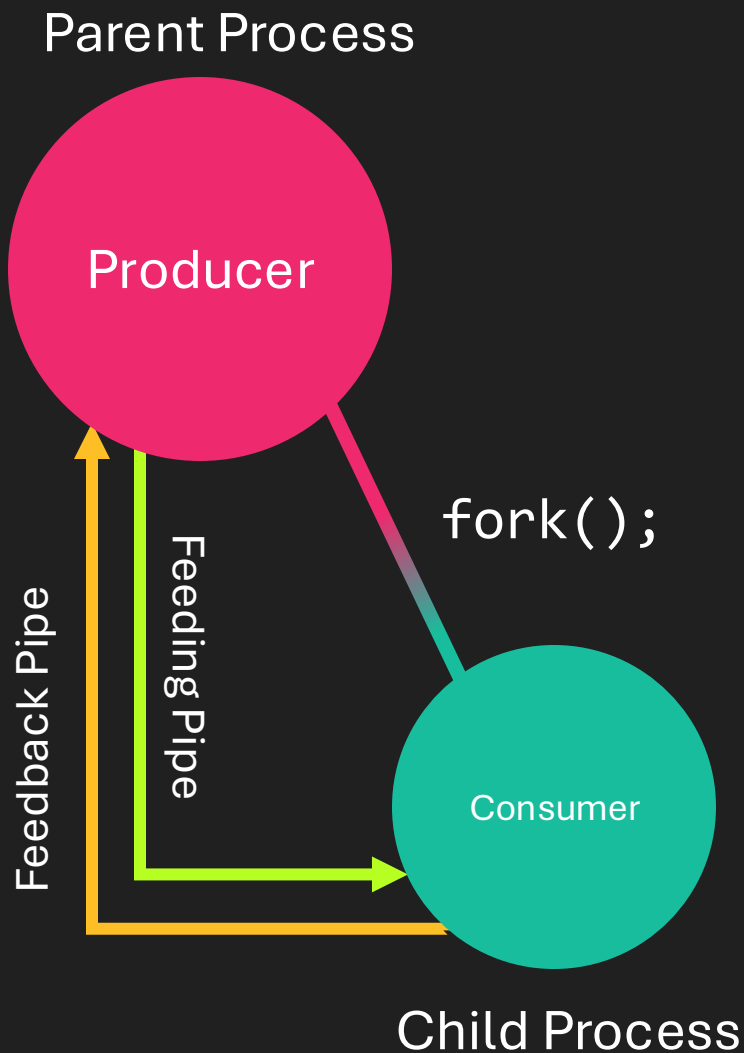 Parent Process
Producer
fork();
Feeding Pipe
Feedback Pipe
Consumer
Child Process